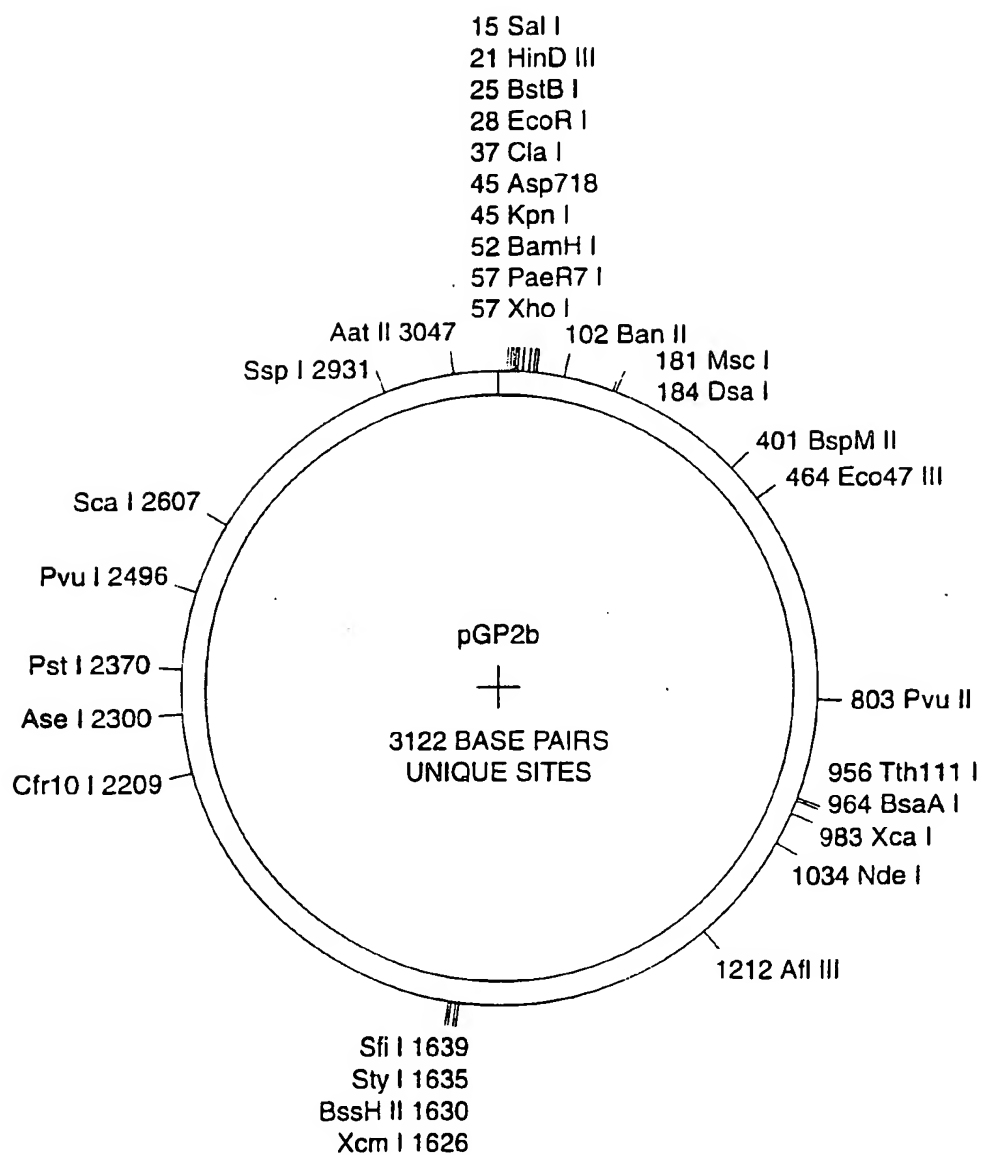 15 Sal I
21 HinD III
25 BstB I
28 EcoR I
37 Cla I
45 Asp718
45 Kpn I
52 BamH I
57 PaeR7 I
57 Xho I
Aat II 3047
102 Ban II
Ssp I 2931
181 Msc I
184 Dsa I
401 BspM II
464 Eco47 III
Sca I 2607
Pvu I 2496
Pst I 2370
Ase I 2300
Cfr10 I 2209
pGP2b
3122 BASE PAIRS
UNIQUE SITES
803 Pvu II
956 Tth111 I
964 BsaA I
983 Xca I
1034 Nde I
1212 Afl III
Sfi I 1639
Sty I 1635
BssH II 1630
Xcm I 1626